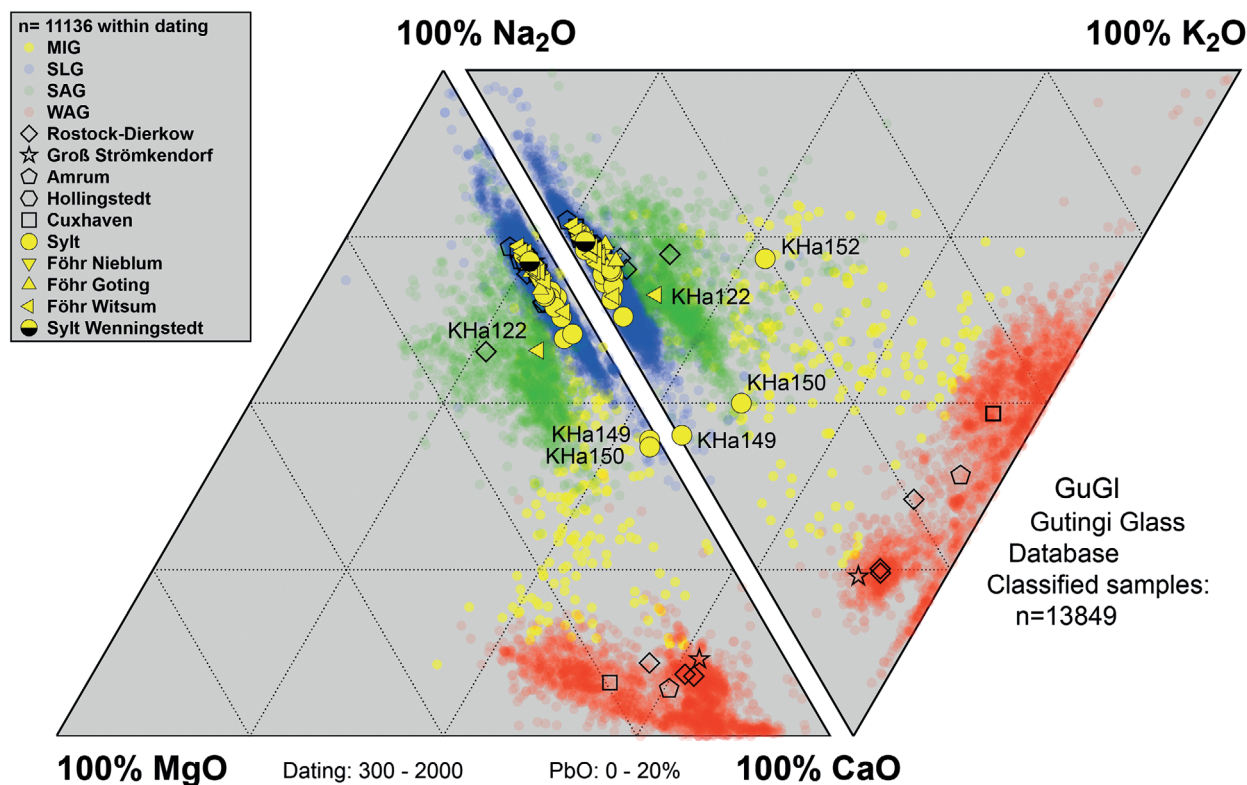 100% Na₂O
100% K₂O
n= 11136 within dating
MIG
SLG
SAG
WAG
Rostock-Dierkow
Groß Strömkendorf
Amrum
Hollingstedt
Cuxhaven
Sylt
Föhr Nieblum
Föhr Goting
Föhr Witsum
Sylt Wenningstedt
KHa152
KHa122
KHa122
KHa150
KHa149
KHa149
KHa150
GuGl
Gutingi Glass
Database
Classified samples:
n=13849
100% MgO
Dating: 300 - 2000
PbO: 0 - 20%
100% CaO